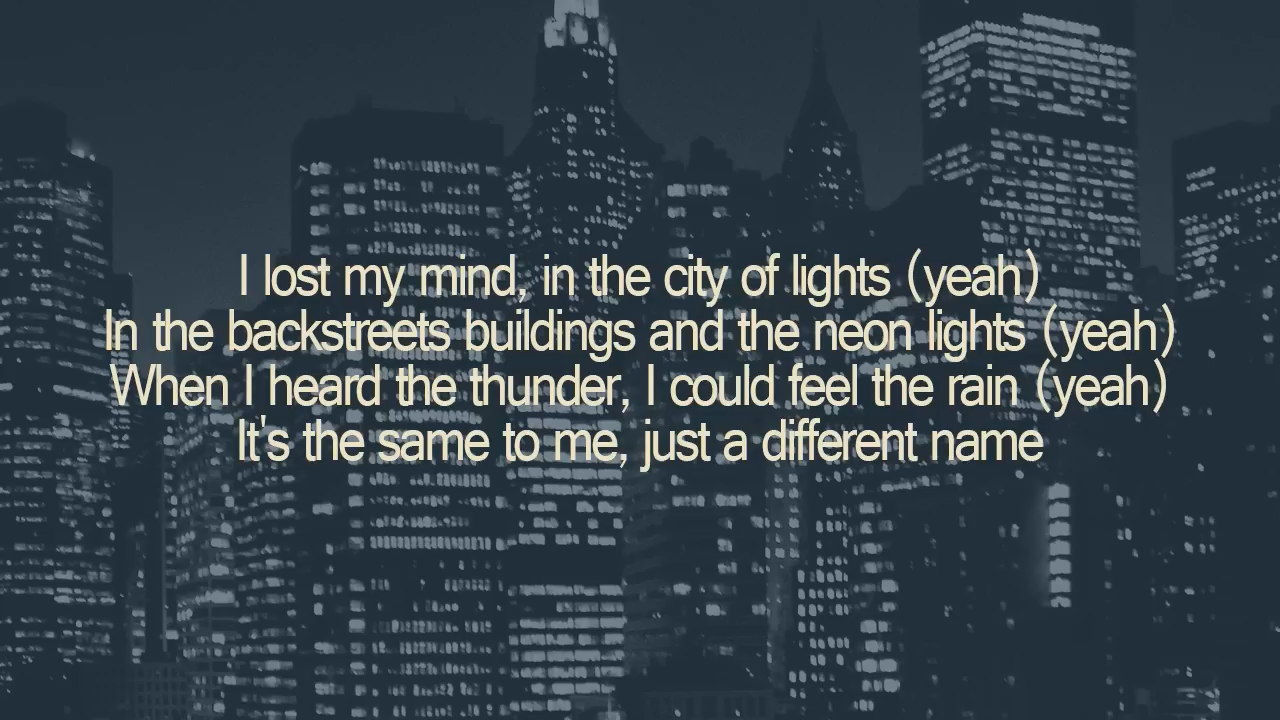 I lost my mind, in the city of lights (yeah)
In the backstreets buildings and the neon lights (yeah)
When I heard the thunder, I could feel the rain (yeah)
It's the same to me, just a different name